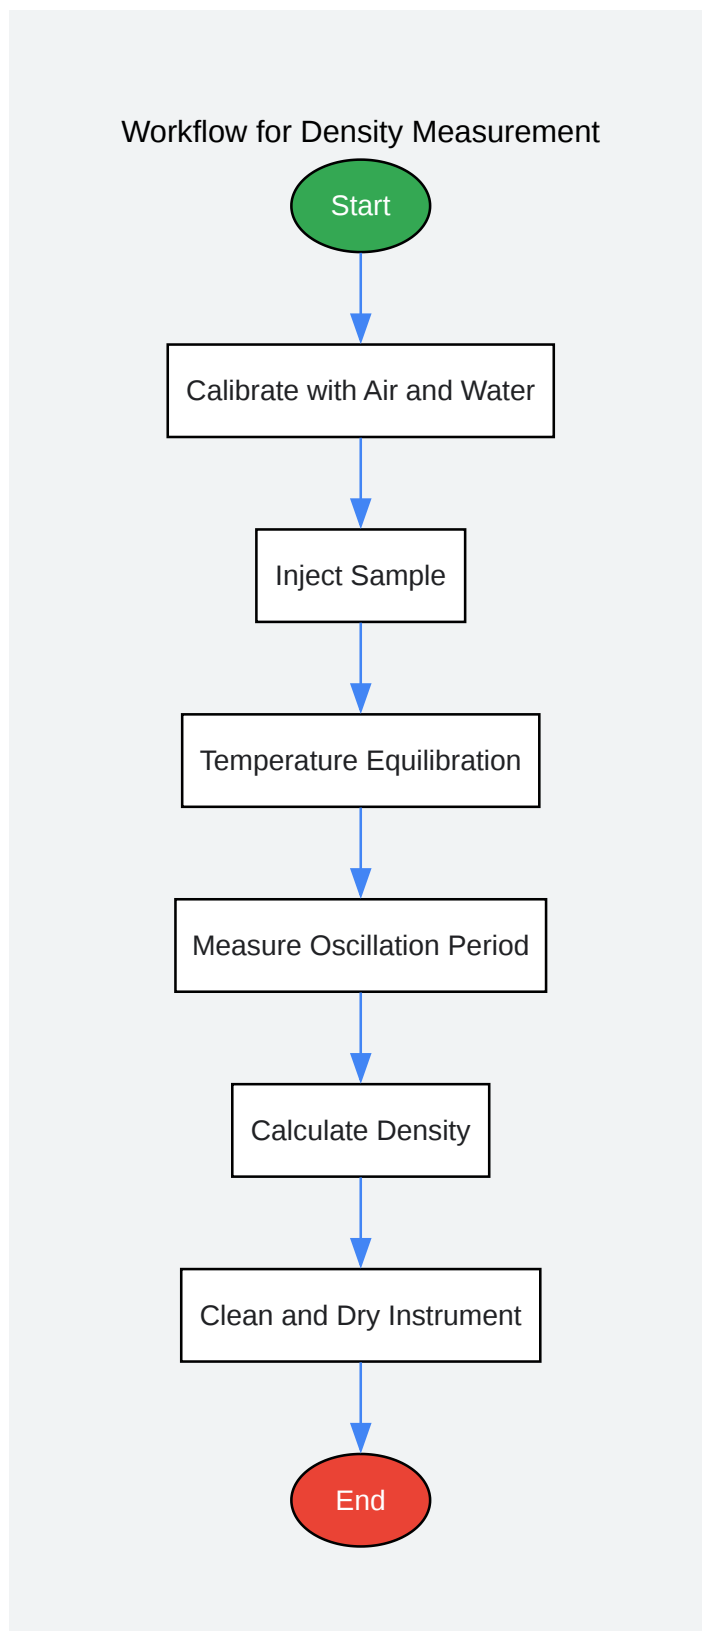 Workflow for Density Measurement
Start
Calibrate with Air and Water
Inject Sample
Temperature Equilibration
Measure Oscillation Period
Calculate Density
Clean and Dry Instrument
End